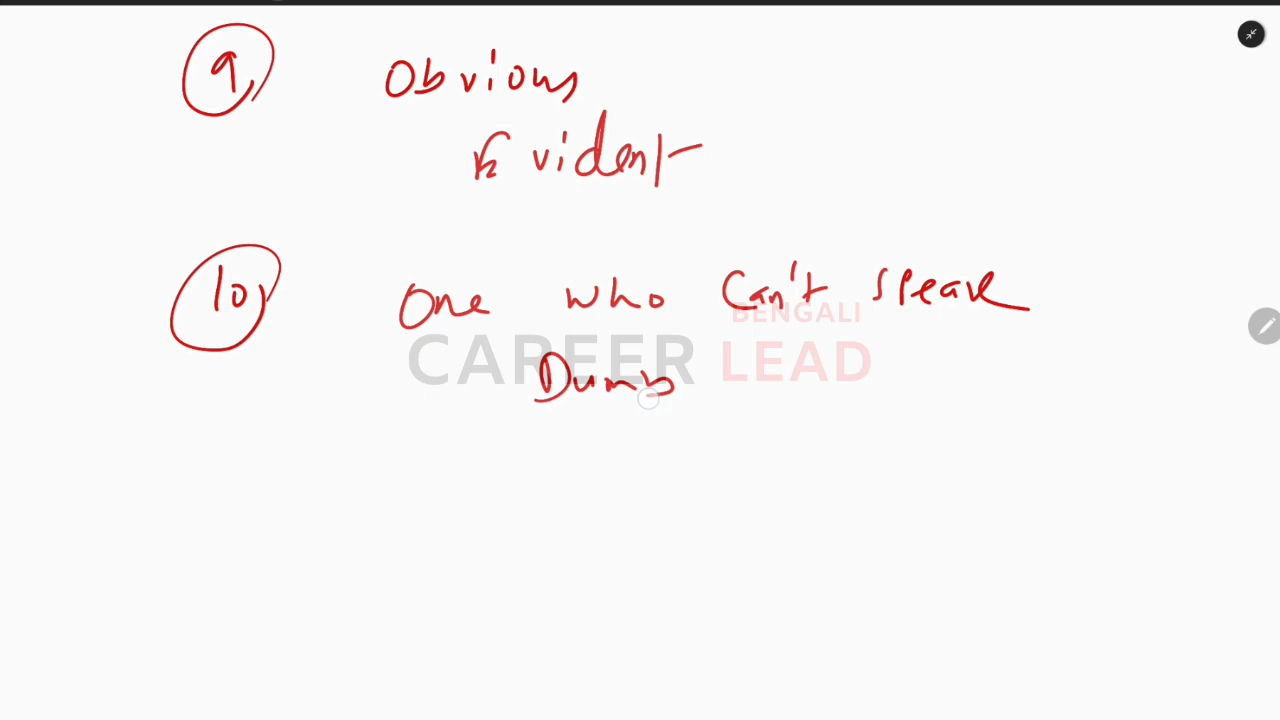 9, Obvious
Evident
10, One who Can't speak
BENGALI
CAREER LEAD
Dumb